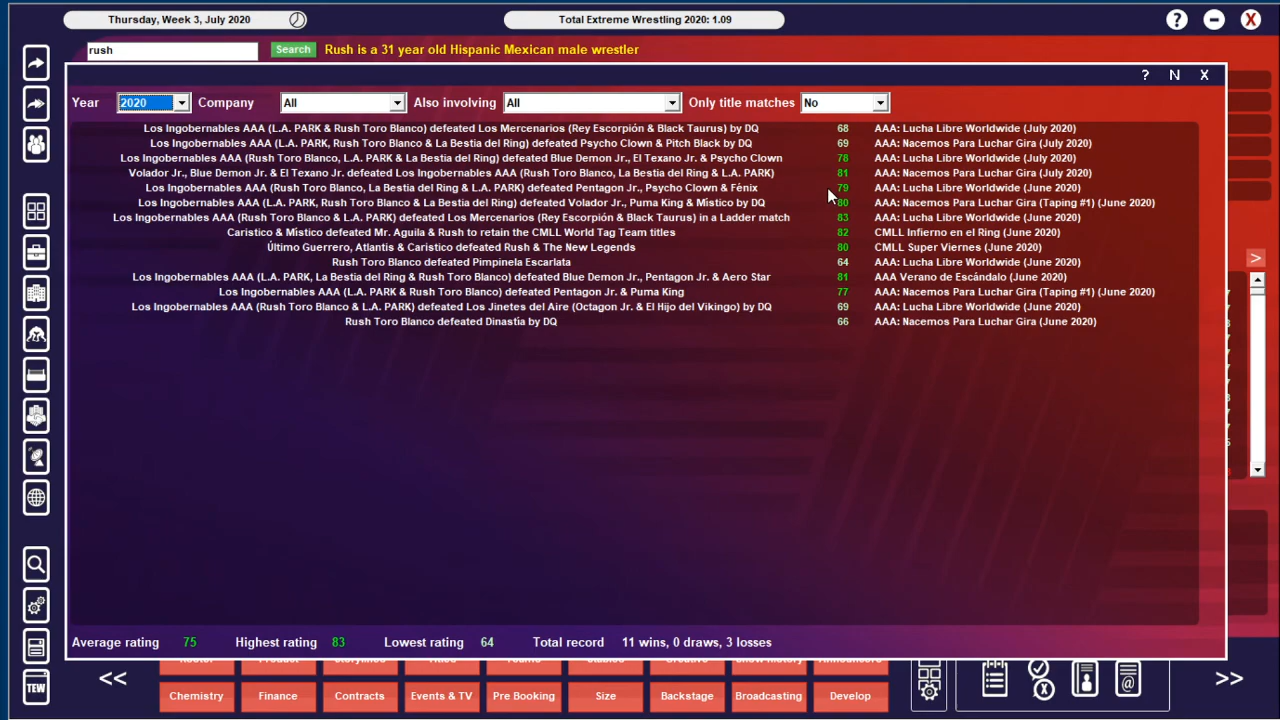 Thursday, Week 3, July 2020
Total Extreme Wrestling 2020: 1.09
? – X
rush
Search
Rush is a 31 year old Hispanic Mexican male wrestler
? N X
Year 2020 Company All Also involving All Only title matches No
Los Ingobernables AAA (L.A. PARK & Rush Toro Blanco) defeated Los Mercenarios (Rey Escorpión & Black Taurus) by DQ 68 AAA: Lucha Libre Worldwide (July 2020)
Los Ingobernables AAA (L.A. PARK, Rush Toro Blanco & La Bestia del Ring) defeated Psycho Clown & Pitch Black by DQ 69 AAA: Nacemos Para Luchar Gira (July 2020)
Los Ingobernables AAA (Rush Toro Blanco, L.A. PARK & La Bestia del Ring) defeated Blue Demon Jr., El Texano Jr. & Psycho Clown 78 AAA: Lucha Libre Worldwide (July 2020)
Volador Jr., Blue Demon Jr. & El Texano Jr. defeated Los Ingobernables AAA (Rush Toro Blanco, La Bestia del Ring & L.A. PARK) 81 AAA: Nacemos Para Luchar Gira (July 2020)
Los Ingobernables AAA (Rush Toro Blanco, La Bestia del Ring & L.A. PARK) defeated Pentagon Jr., Psycho Clown & Fénix 79 AAA: Lucha Libre Worldwide (June 2020)
Los Ingobernables AAA (L.A. PARK, Rush Toro Blanco & La Bestia del Ring) defeated Volador Jr., Puma King & Místico by DQ 80 AAA: Nacemos Para Luchar Gira (Taping #1) (June 2020)
Los Ingobernables AAA (Rush Toro Blanco & L.A. PARK) defeated Los Mercenarios (Rey Escorpión & Black Taurus) in a Ladder match 83 AAA: Lucha Libre Worldwide (June 2020)
Caristico & Místico defeated Mr. Aguila & Rush to retain the CMLL World Tag Team titles 82 CMLL Infierno en el Ring (June 2020)
Último Guerrero, Atlantis & Caristico defeated Rush & The New Legends 80 CMLL Super Viernes (June 2020)
Rush Toro Blanco defeated Pimpinela Escarlata 64 AAA: Lucha Libre Worldwide (June 2020)
Los Ingobernables AAA (L.A. PARK, La Bestia del Ring & Rush Toro Blanco) defeated Blue Demon Jr., Pentagon Jr. & Aero Star 81 AAA Verano de Escándalo (June 2020)
Los Ingobernables AAA (L.A. PARK & Rush Toro Blanco) defeated Pentagon Jr. & Puma King 77 AAA: Nacemos Para Luchar Gira (Taping #1) (June 2020)
Los Ingobernables AAA (Rush Toro Blanco & L.A. PARK) defeated Los Jinetes del Aire (Octagon Jr. & El Hijo del Vikingo) by DQ 69 AAA: Lucha Libre Worldwide (June 2020)
Rush Toro Blanco defeated Dinastia by DQ 66 AAA: Nacemos Para Luchar Gira (June 2020)
>
Average rating 75 Highest rating 83 Lowest rating 64 Total record 11 wins, 0 draws, 3 losses
TEW
<<
Chemistry
Finance
Contracts
Events & TV
Pre Booking
Size
Backstage
Broadcasting
Develop
@
>>